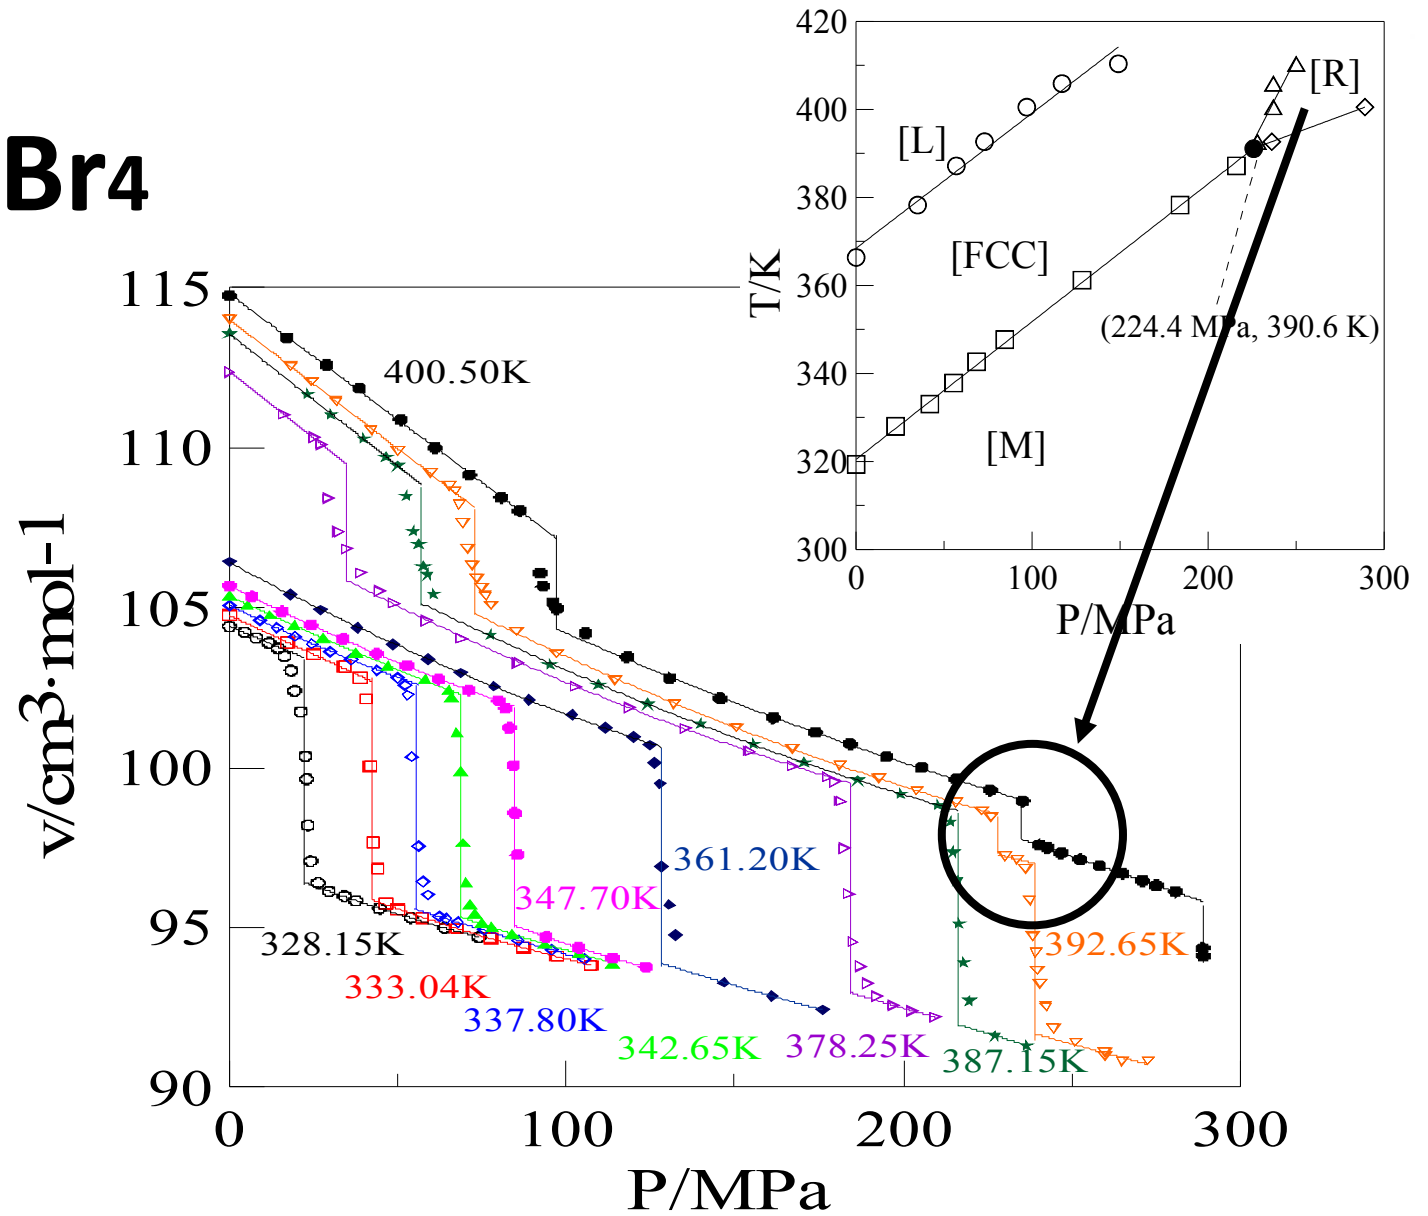 Br4
420
400
380
360
340
320
300
T/K
[L]
[R]
[FCC]
(224.4 MPa, 390.6 K)
[M]
0
100
200
300
P/MPa
115
110
105
100
95
90
v/cm3·mol-1
400.50K
361.20K
347.70K
328.15K
392.65K
333.04K
337.80K
342.65K
378.25K
387.15K
0
100
200
300
P/MPa